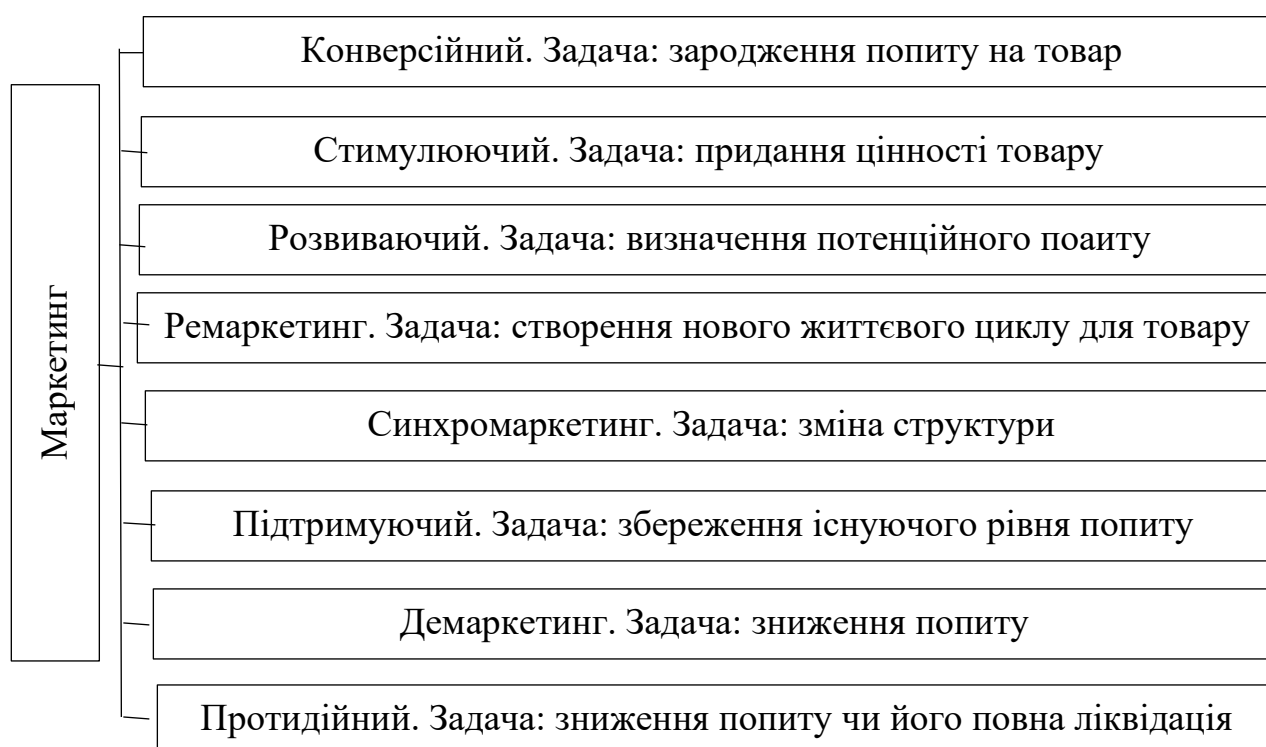 Маркетинг
Конверсійний. Задача: зародження попиту на товар
Стимулюючий. Задача: придання цінності товару
Розвиваючий. Задача: визначення потенційного поаиту
Ремаркетинг. Задача: створення нового життєвого циклу для товару
Синхромаркетинг. Задача: зміна структури
Підтримуючий. Задача: збереження існуючого рівня попиту
Демаркетинг. Задача: зниження попиту
Протидійний. Задача: зниження попиту чи його повна ліквідація